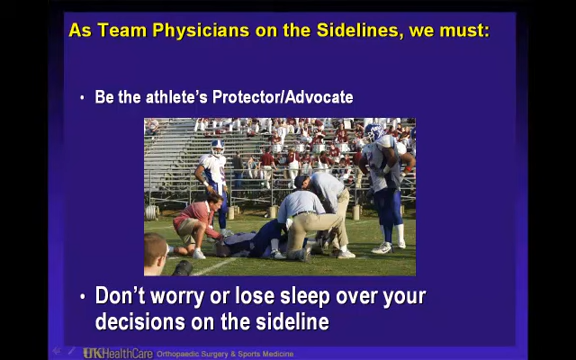 As Team Physicians on the Sidelines, we must:
• Be the athlete's Protector/Advocate
• Don't worry or lose sleep over your
decisions on the sideline
UKHealthCare Orthopaedic Surgery & Sports Medicine